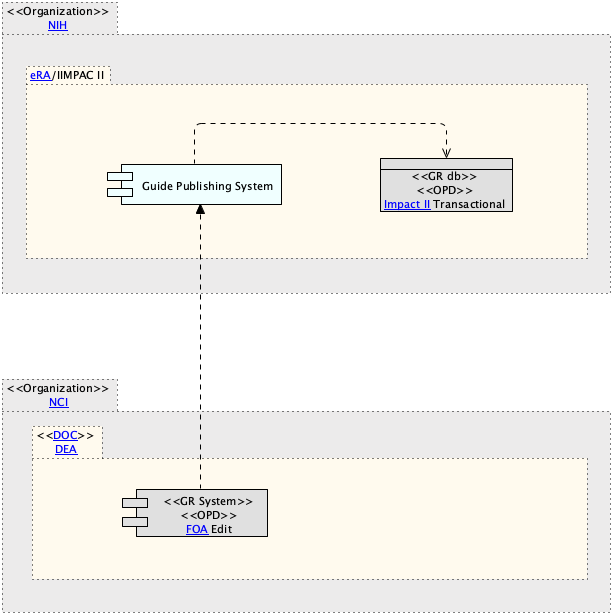 <<Organization>>
NIH
eRA/IIMPAC II
Guide Publishing System
<<GR db>>
<<OPD>>
Impact II Transactional
<<Organization>>
NCI
<<DOC>>
DEA
<<GR System>>
<<OPD>>
FOA Edit